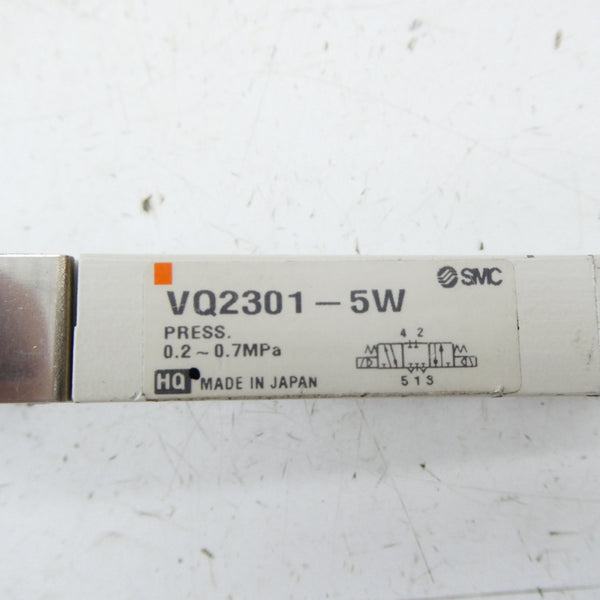 SMC
VQ2301-5W
PRESS.
0.2~0.7MPa
4 2
5 1 3
HQ MADE IN JAPAN